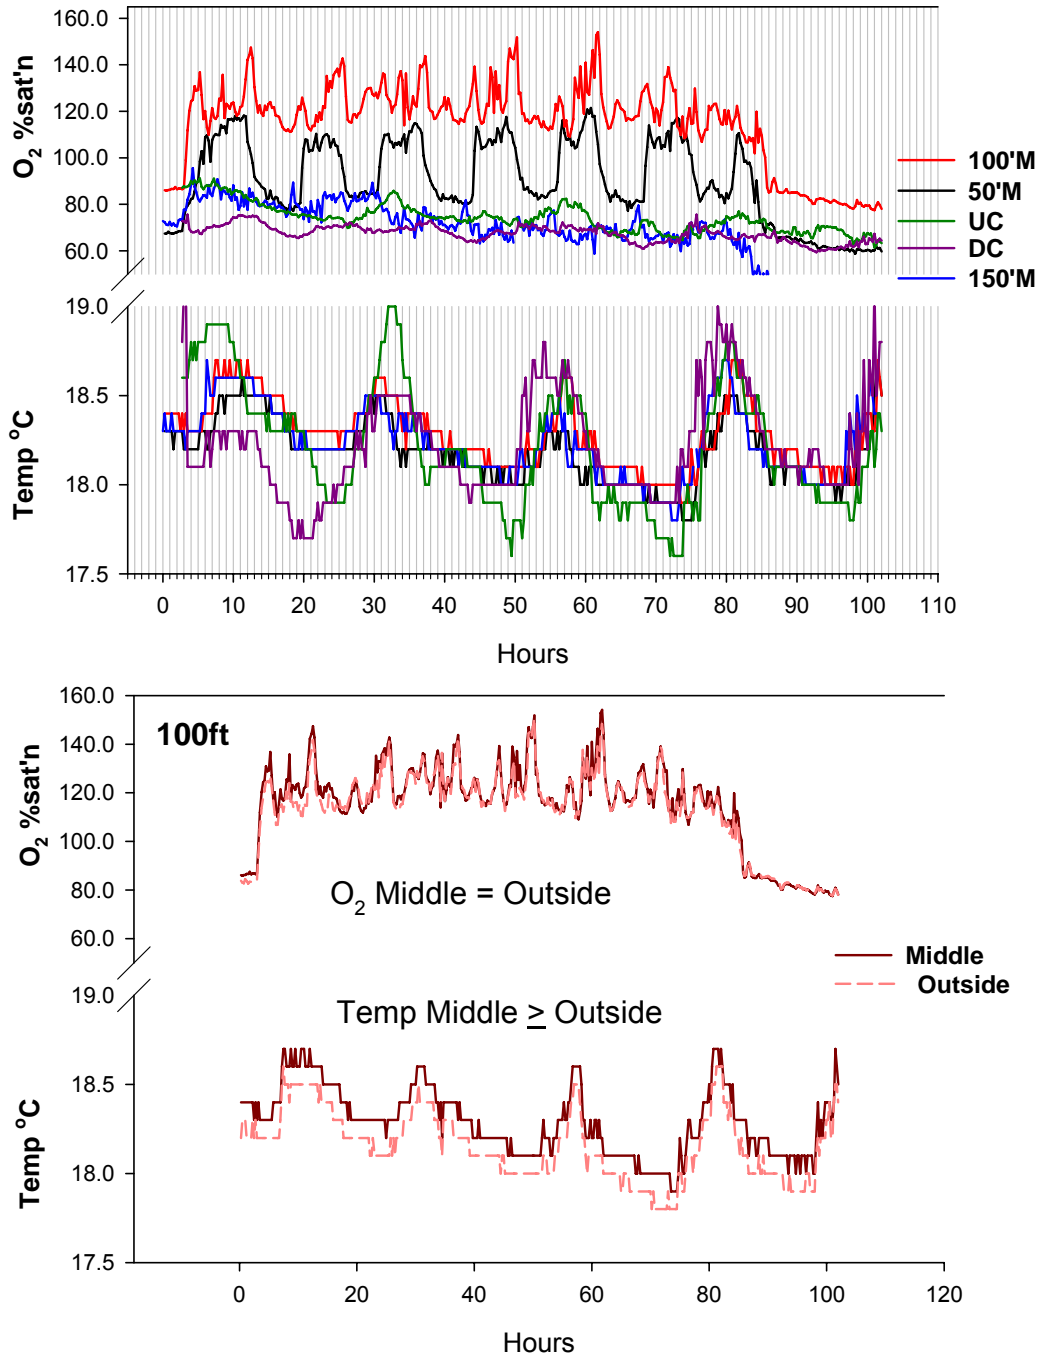 160.0
140.0
120.0
100.0
80.0
60.0
O2 %sat'n
100'M
50'M
UC
DC
150'M
19.0
18.5
18.0
17.5
Temp oC
0 10 20 30 40 50 60 70 80 90 100 110
Hours
160.0
140.0
120.0
100.0
80.0
60.0
O2 %sat'n
100ft
O2 Middle = Outside
Middle
Outside
19.0
18.5
18.0
17.5
Temp oC
Temp Middle > Outside
0 20 40 60 80 100 120
Hours